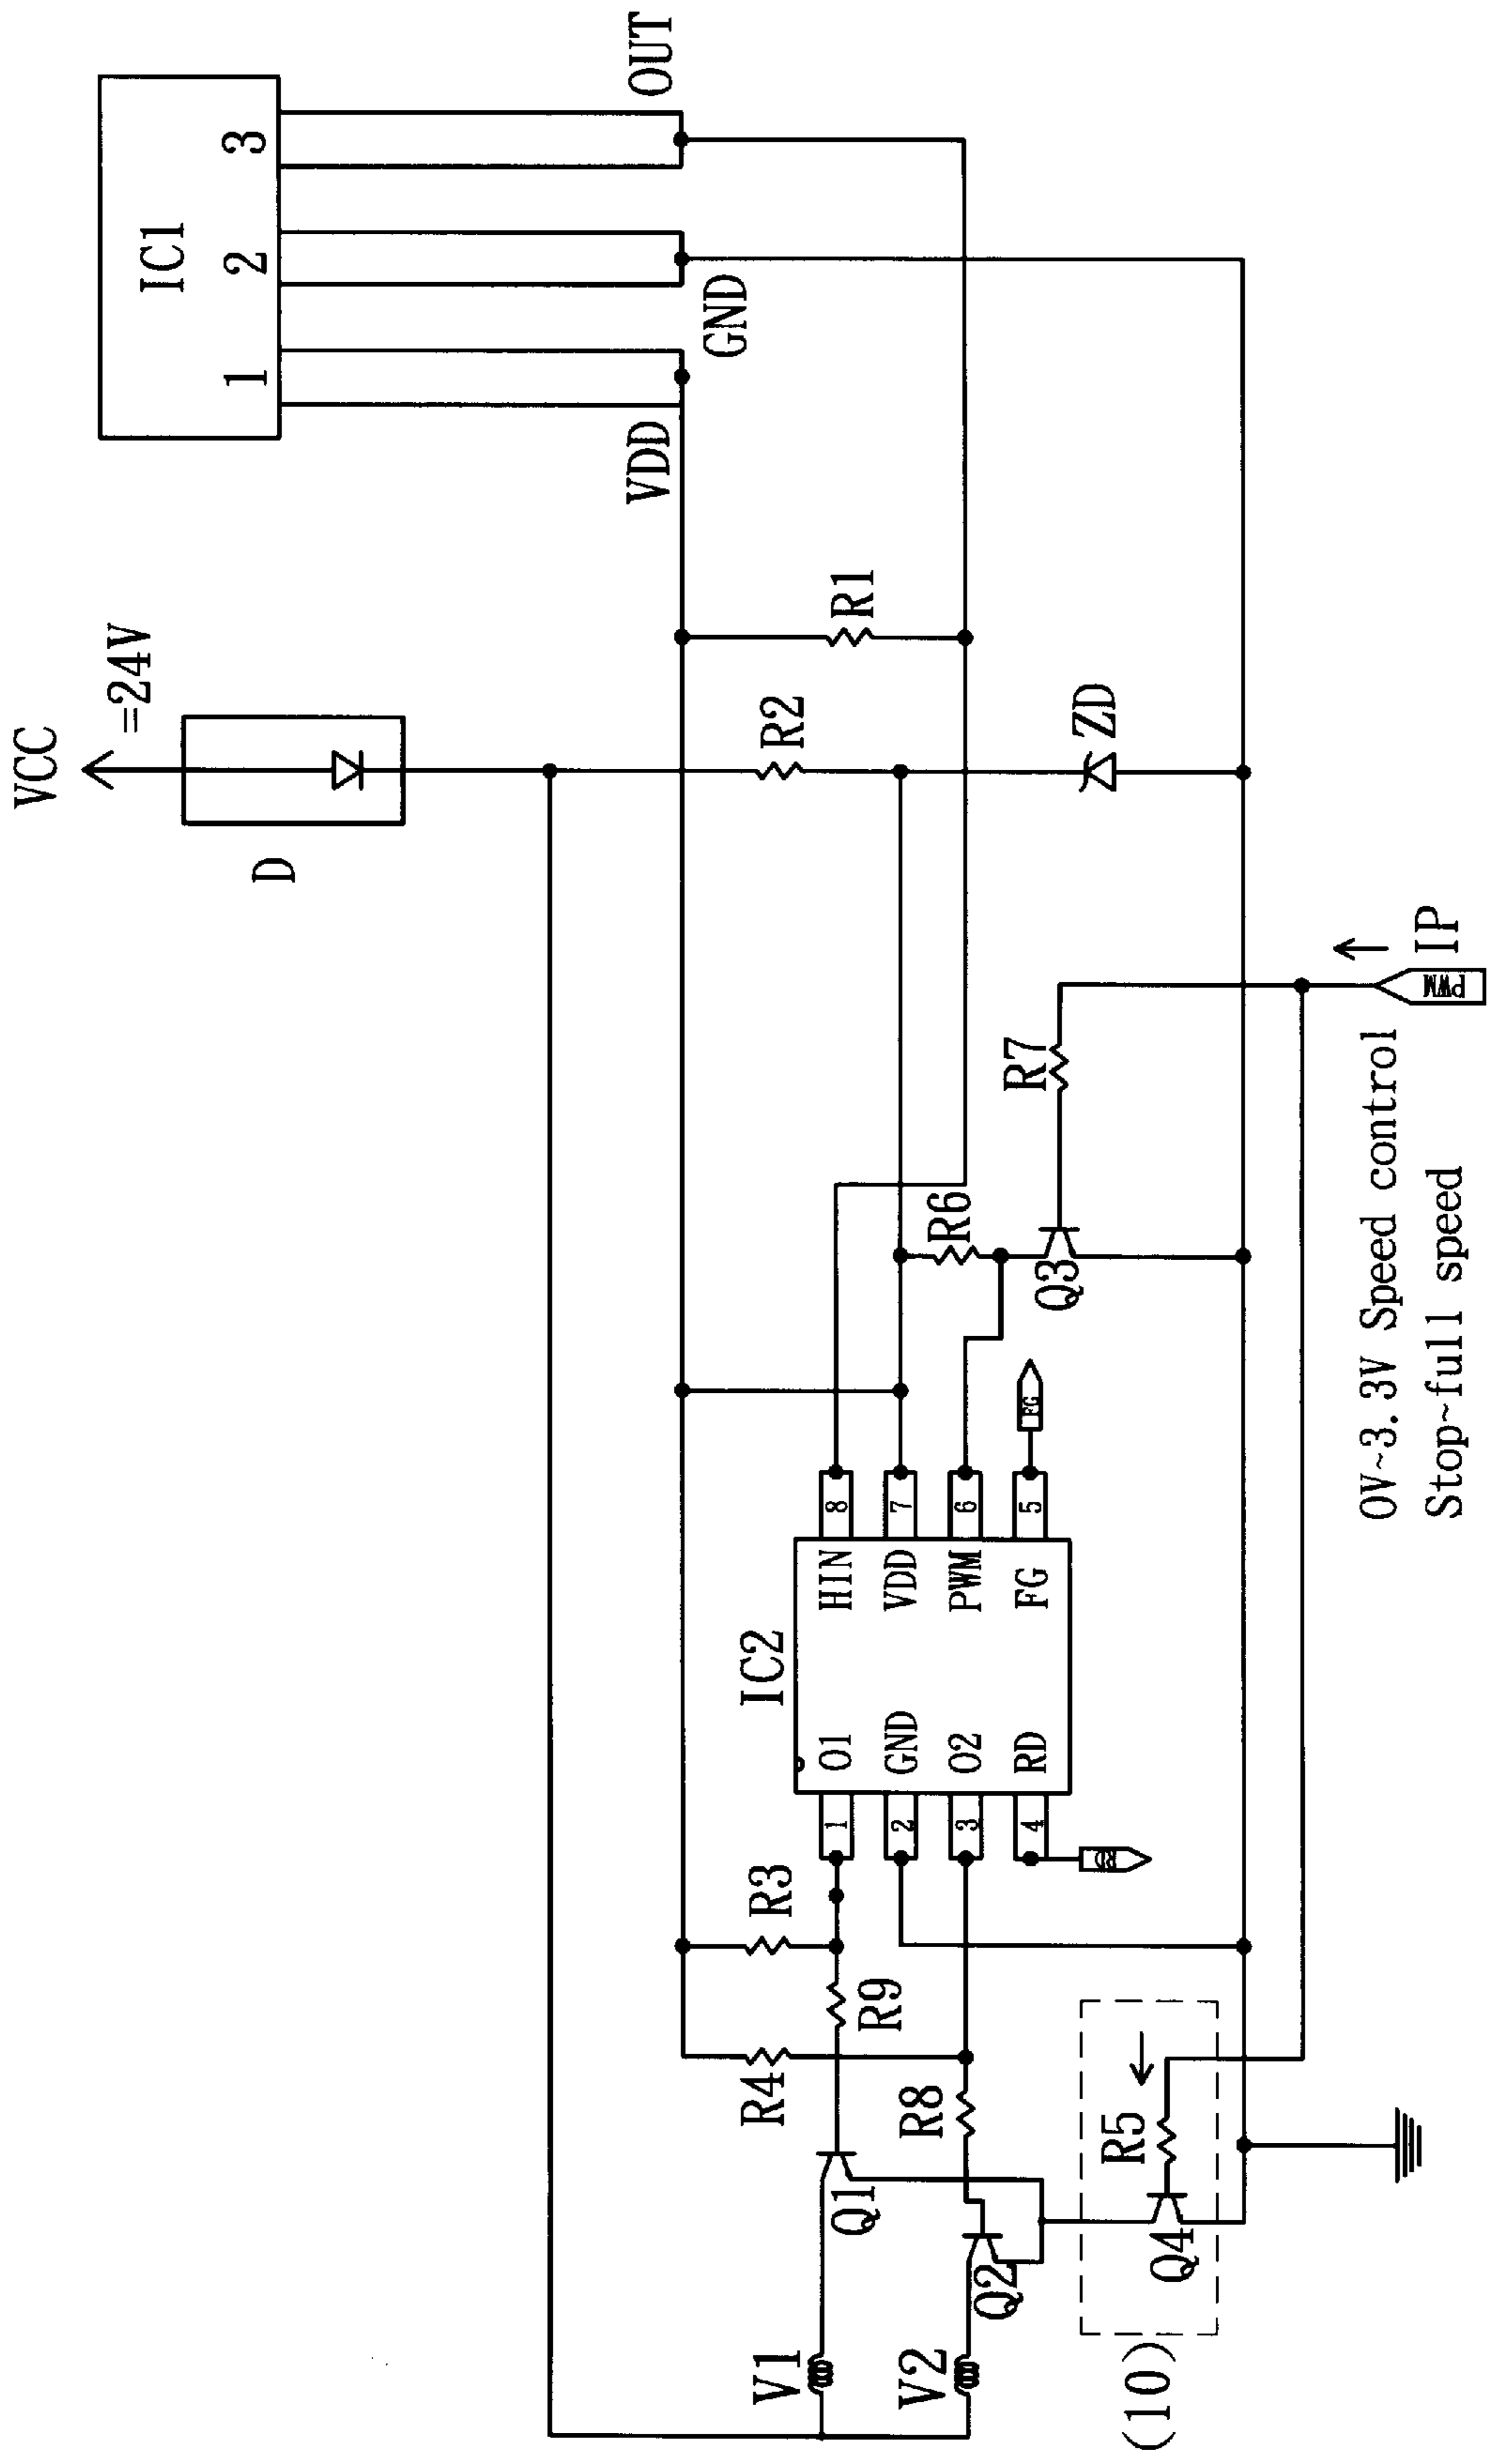 VCC
=24V
D
IC1
1
2
3
VDD
GND
OUT
R1
R2
ZD
IC2
O1
GND
O2
RD
HIN
VDD
PWM
FG
1
2
3
4
8
7
6
5
RD
FG
R3
R4
R9
R8
R6
R7
Q3
Q1
Q2
V1
V2
R5
Q4
(10)
PWM
IP
0V~3.3V Speed control
Stop~full speed